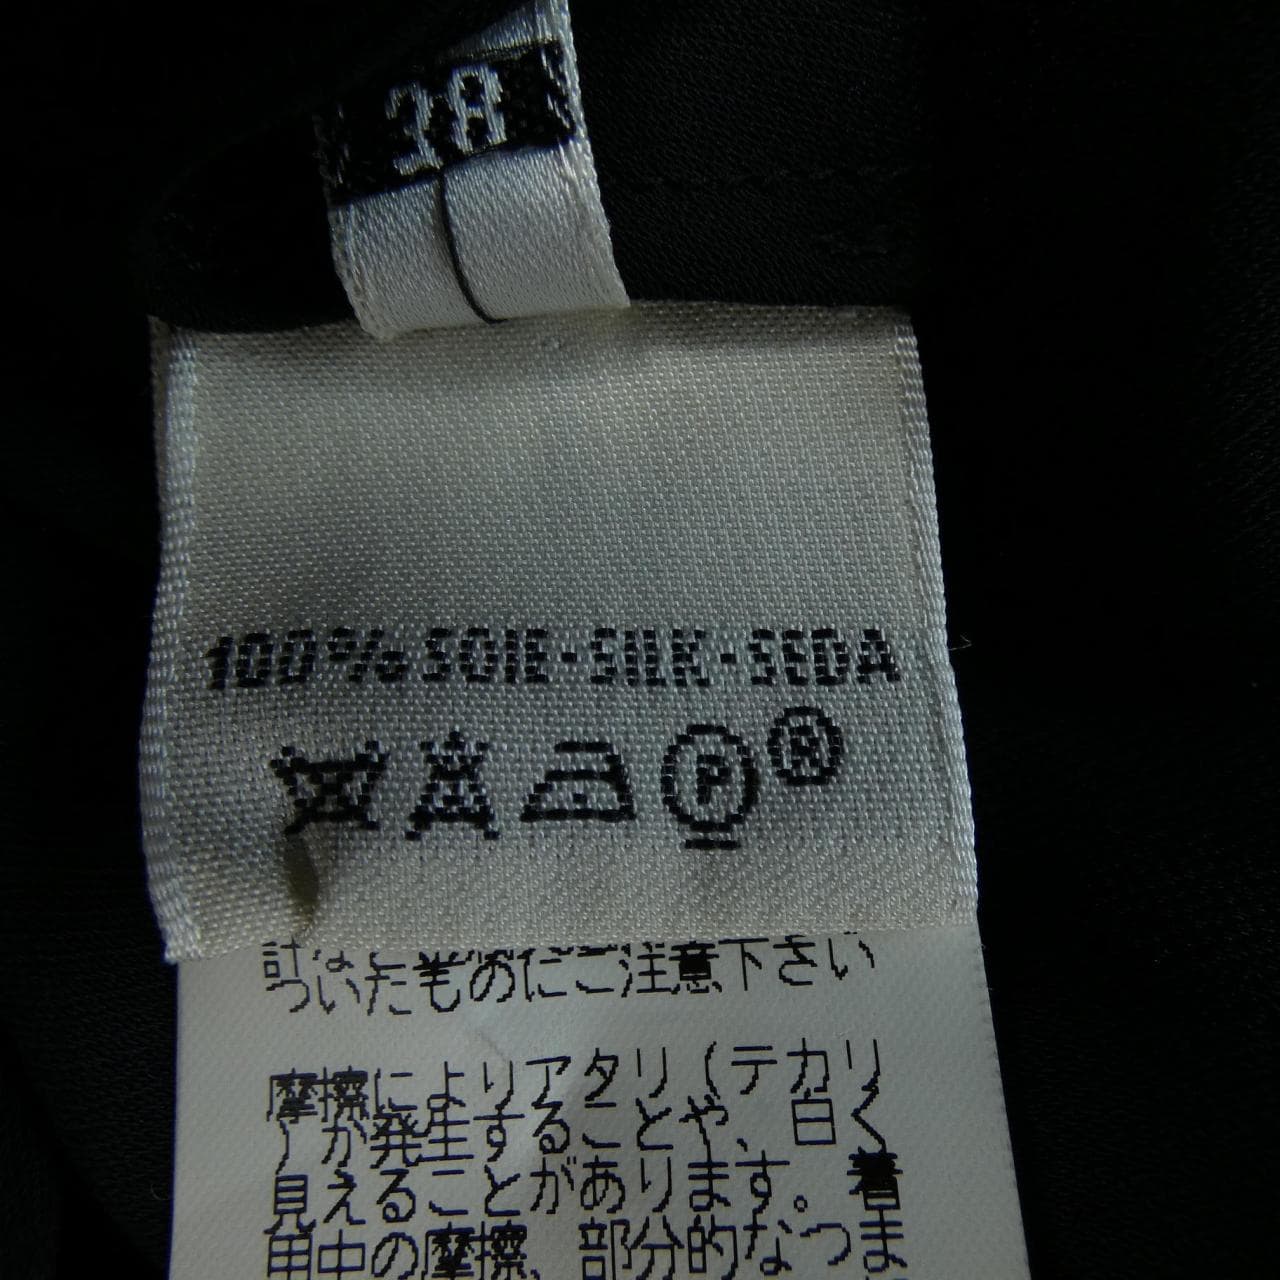 38
100% SOIE - SILK - SEDA
P ®
ついたものにご注意下さい
摩擦によりアタリ(テカリ
)が発生することや、白く
見えることがあります。着
用中の摩擦、部分的なつま